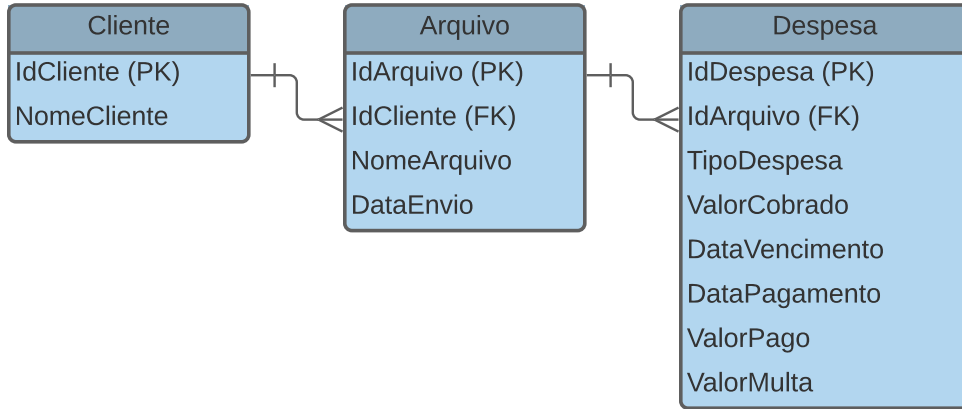 Cliente
IdCliente (PK)
NomeCliente
Arquivo
IdArquivo (PK)
IdCliente (FK)
NomeArquivo
DataEnvio
Despesa
IdDespesa (PK)
IdArquivo (FK)
TipoDespesa
ValorCobrado
DataVencimento
DataPagamento
ValorPago
ValorMulta